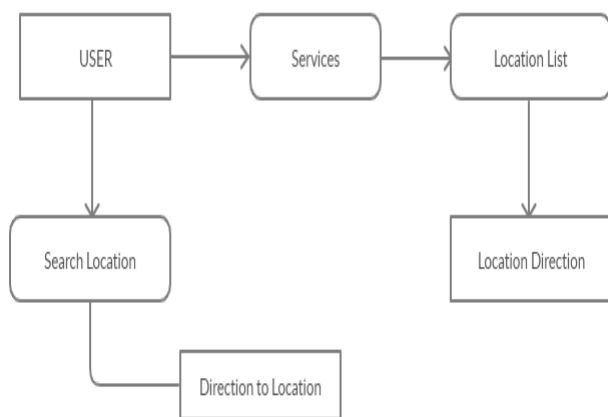 USER
Services
Location List
Search Location
Location Direction
Direction to Location